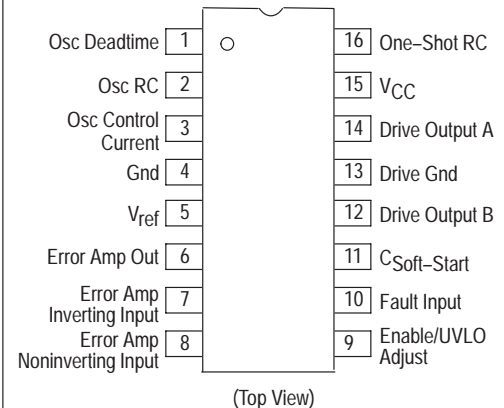 Osc Deadtime 1
Osc RC 2
Osc Control
Current 3
Gnd 4
Vref 5
Error Amp Out 6
Error Amp
Inverting Input 7
Error Amp
Noninverting Input 8
16 One–Shot RC
15 VCC
14 Drive Output A
13 Drive Gnd
12 Drive Output B
11 CSoft–Start
10 Fault Input
9 Enable/UVLO
Adjust
(Top View)